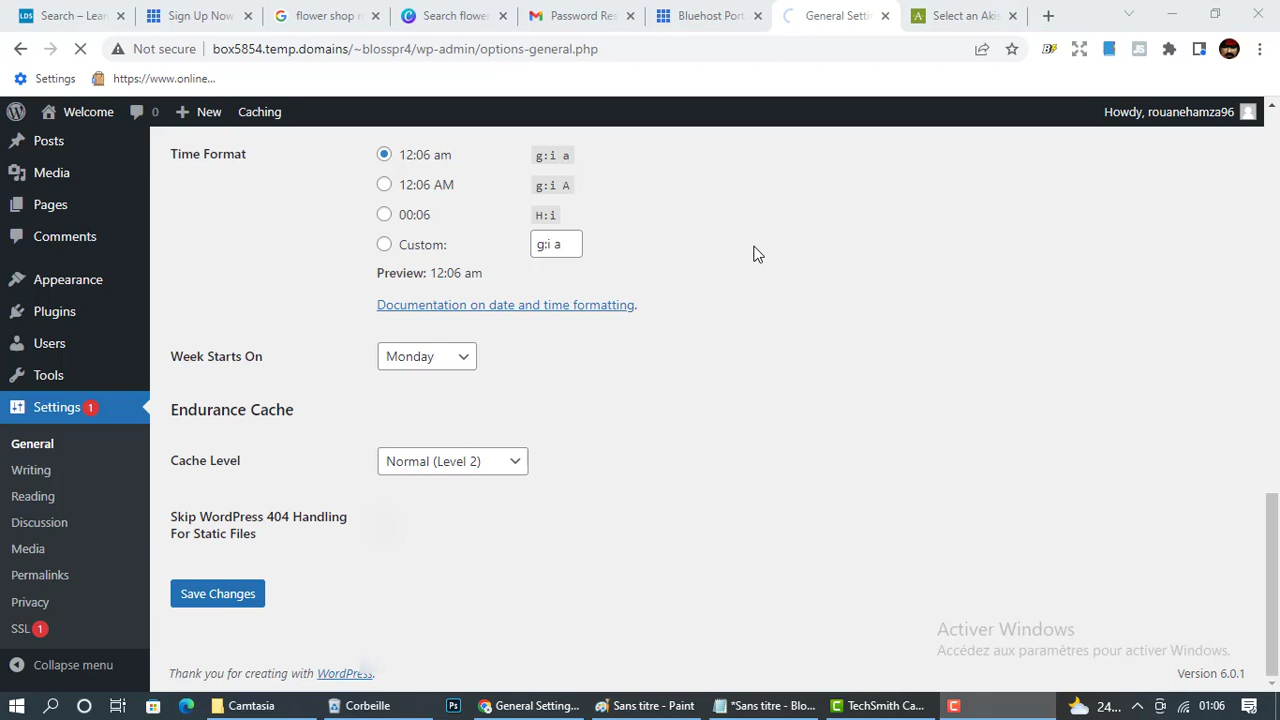 Search – Lear
Sign Up Now
flower shop n
Search flower
Password Res
Bluehost Port
General Setti
Select an Akis
Not secure
box5854.temp.domains/~blosspr4/wp-admin/options-general.php
Settings
https://www.online...
Welcome
0
New
Caching
Howdy, rouanehamza96
Posts
Media
Pages
Comments
Appearance
Plugins
Users
Tools
Settings 1
General
Writing
Reading
Discussion
Media
Permalinks
Privacy
SSL 1
Collapse menu
Time Format
12:06 am g:i a
12:06 AM g:i A
00:06 H:i
Custom: g:i a
Preview: 12:06 am
Documentation on date and time formatting.
Week Starts On Monday
Endurance Cache
Cache Level Normal (Level 2)
Skip WordPress 404 Handling
For Static Files
Save Changes
Activer Windows
Accédez aux paramètres pour activer Windows.
Thank you for creating with WordPress.
Version 6.0.1
Camtasia
Corbeille
General Setting...
Sans titre - Paint
*Sans titre - Blo...
TechSmith Ca...
24...
01:06